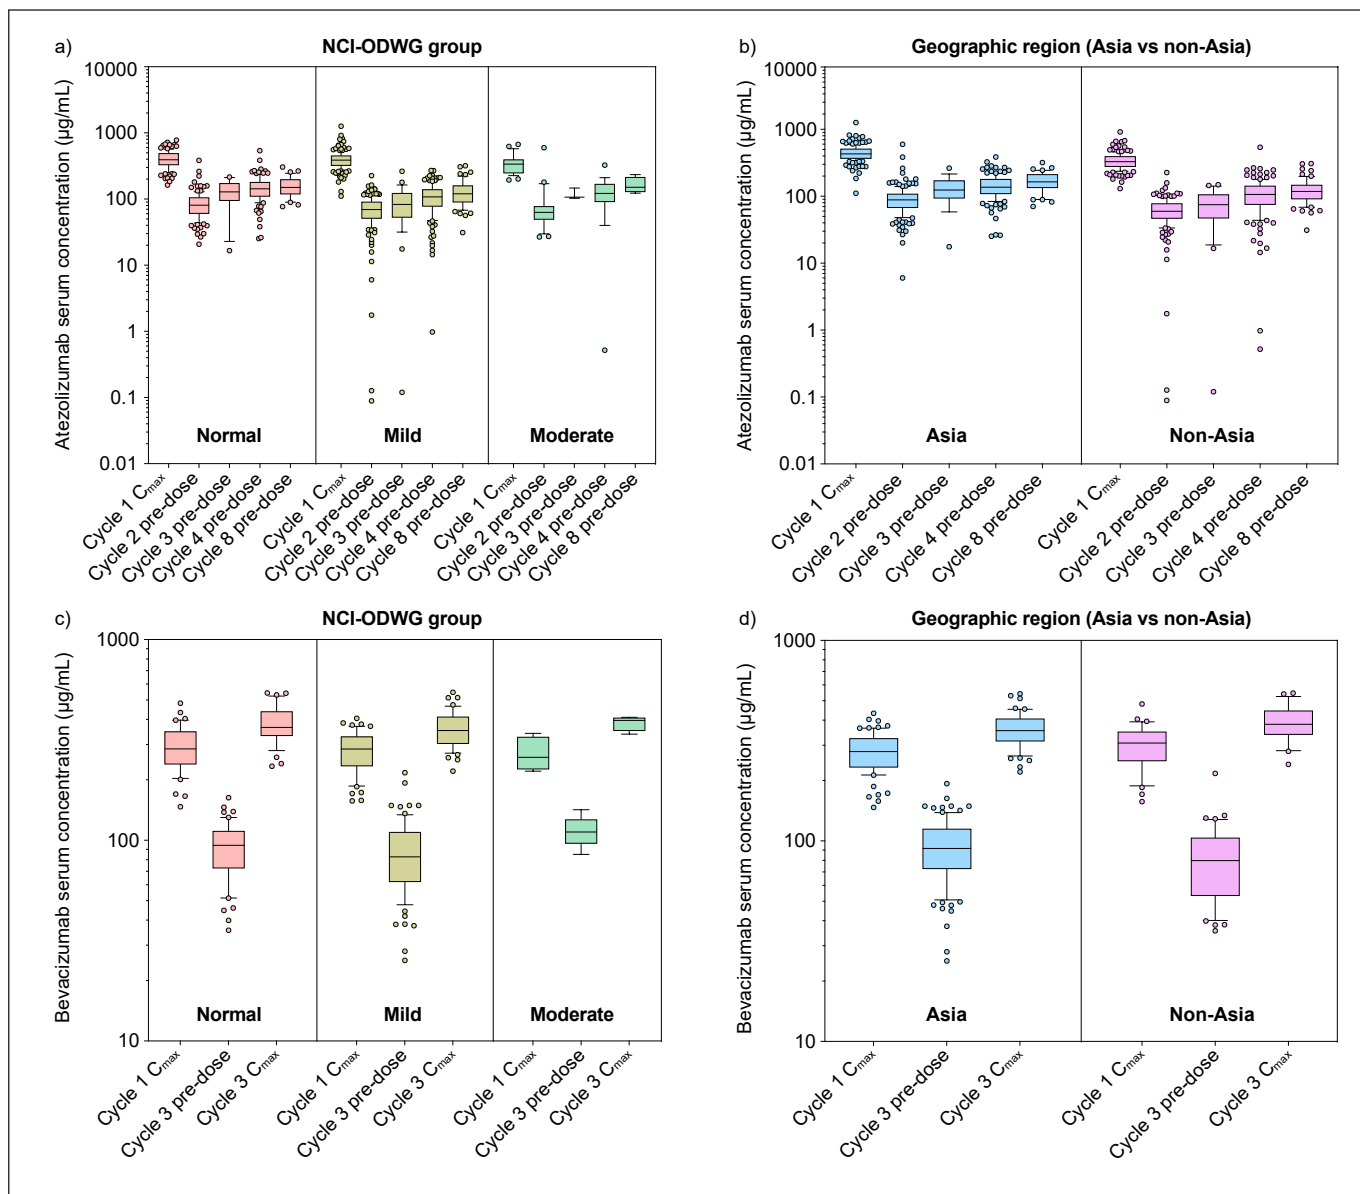 a)
NCI-ODWG group
Atezolizumab serum concentration (µg/mL)
10000
1000
100
10
1
0.1
0.01
Normal
Mild
Moderate
Cycle 1 Cmax
Cycle 2 pre-dose
Cycle 3 pre-dose
Cycle 4 pre-dose
Cycle 8 pre-dose
Cycle 1 Cmax
Cycle 2 pre-dose
Cycle 3 pre-dose
Cycle 4 pre-dose
Cycle 8 pre-dose
Cycle 1 Cmax
Cycle 2 pre-dose
Cycle 3 pre-dose
Cycle 4 pre-dose
Cycle 8 pre-dose
b)
Geographic region (Asia vs non-Asia)
Atezolizumab serum concentration (µg/mL)
10000
1000
100
10
1
0.1
0.01
Asia
Non-Asia
Cycle 1 Cmax
Cycle 2 pre-dose
Cycle 3 pre-dose
Cycle 4 pre-dose
Cycle 8 pre-dose
Cycle 1 Cmax
Cycle 2 pre-dose
Cycle 3 pre-dose
Cycle 4 pre-dose
Cycle 8 pre-dose
c)
NCI-ODWG group
Bevacizumab serum concentration (µg/mL)
1000
100
10
Normal
Mild
Moderate
Cycle 1 Cmax
Cycle 3 pre-dose
Cycle 3 Cmax
Cycle 1 Cmax
Cycle 3 pre-dose
Cycle 3 Cmax
Cycle 1 Cmax
Cycle 3 pre-dose
Cycle 3 Cmax
d)
Geographic region (Asia vs non-Asia)
Bevacizumab serum concentration (µg/mL)
1000
100
10
Asia
Non-Asia
Cycle 1 Cmax
Cycle 3 pre-dose
Cycle 3 Cmax
Cycle 1 Cmax
Cycle 3 pre-dose
Cycle 3 Cmax